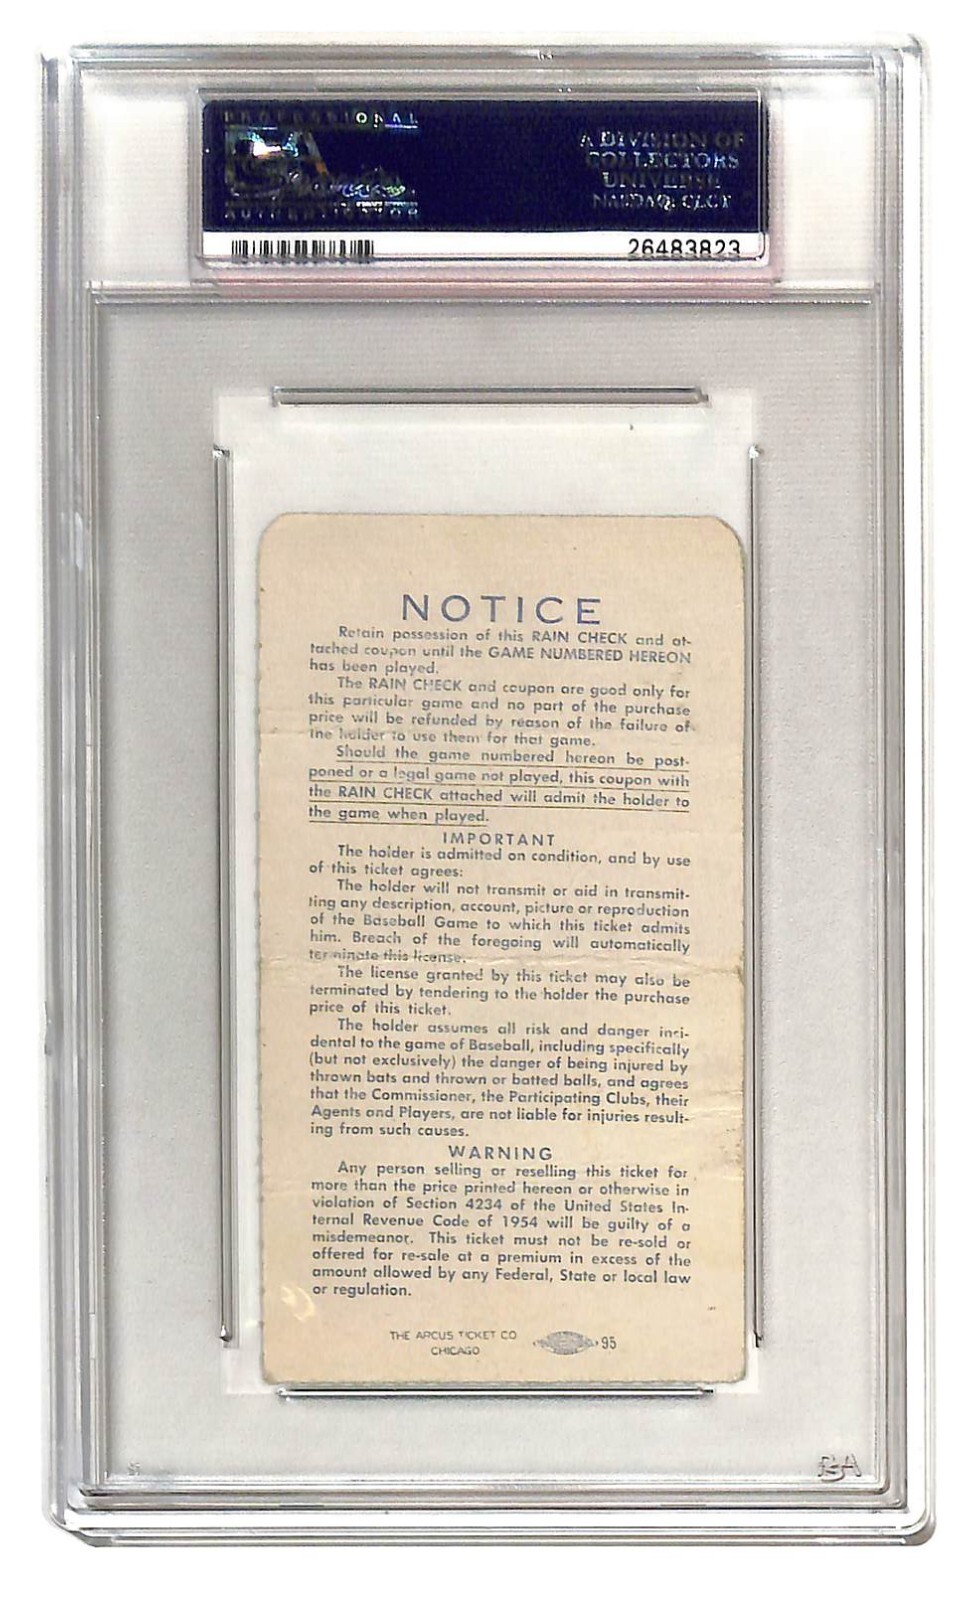 PROFESSIONAL
PSA
AUTHENTICATOR
A DIVISION OF
COLLECTORS
UNIVERSE
NASDAQ: CLCT
26483823
NOTICE
Retain possession of this RAIN CHECK and at-
tached coupon until the GAME NUMBERED HEREON
has been played.
The RAIN CHECK and coupon are good only for
this particular game and no part of the purchase
price will be refunded by reason of the failure of
the holder to use them for that game.
Should the game numbered hereon be post-
poned or a legal game not played, this coupon with
the RAIN CHECK attached will admit the holder to
the game when played.
IMPORTANT
The holder is admitted on condition, and by use
of this ticket agrees:
The holder will not transmit or aid in transmit-
ting any description, account, picture or reproduction
of the Baseball Game to which this ticket admits
him. Breach of the foregoing will automatically
terminate this license.
The license granted by this ticket may also be
terminated by tendering to the holder the purchase
price of this ticket.
The holder assumes all risk and danger inci-
dental to the game of Baseball, including specifically
(but not exclusively) the danger of being injured by
thrown bats and thrown or batted balls, and agrees
that the Commissioner, the Participating Clubs, their
Agents and Players, are not liable for injuries result-
ing from such causes.
WARNING
Any person selling or reselling this ticket for
more than the price printed hereon or otherwise in
violation of Section 4234 of the United States In-
ternal Revenue Code of 1954 will be guilty of a
misdemeanor. This ticket must not be re-sold or
offered for re-sale at a premium in excess of the
amount allowed by any Federal, State or local law
or regulation.
THE ARCUS TICKET CO
CHICAGO
95
PSA